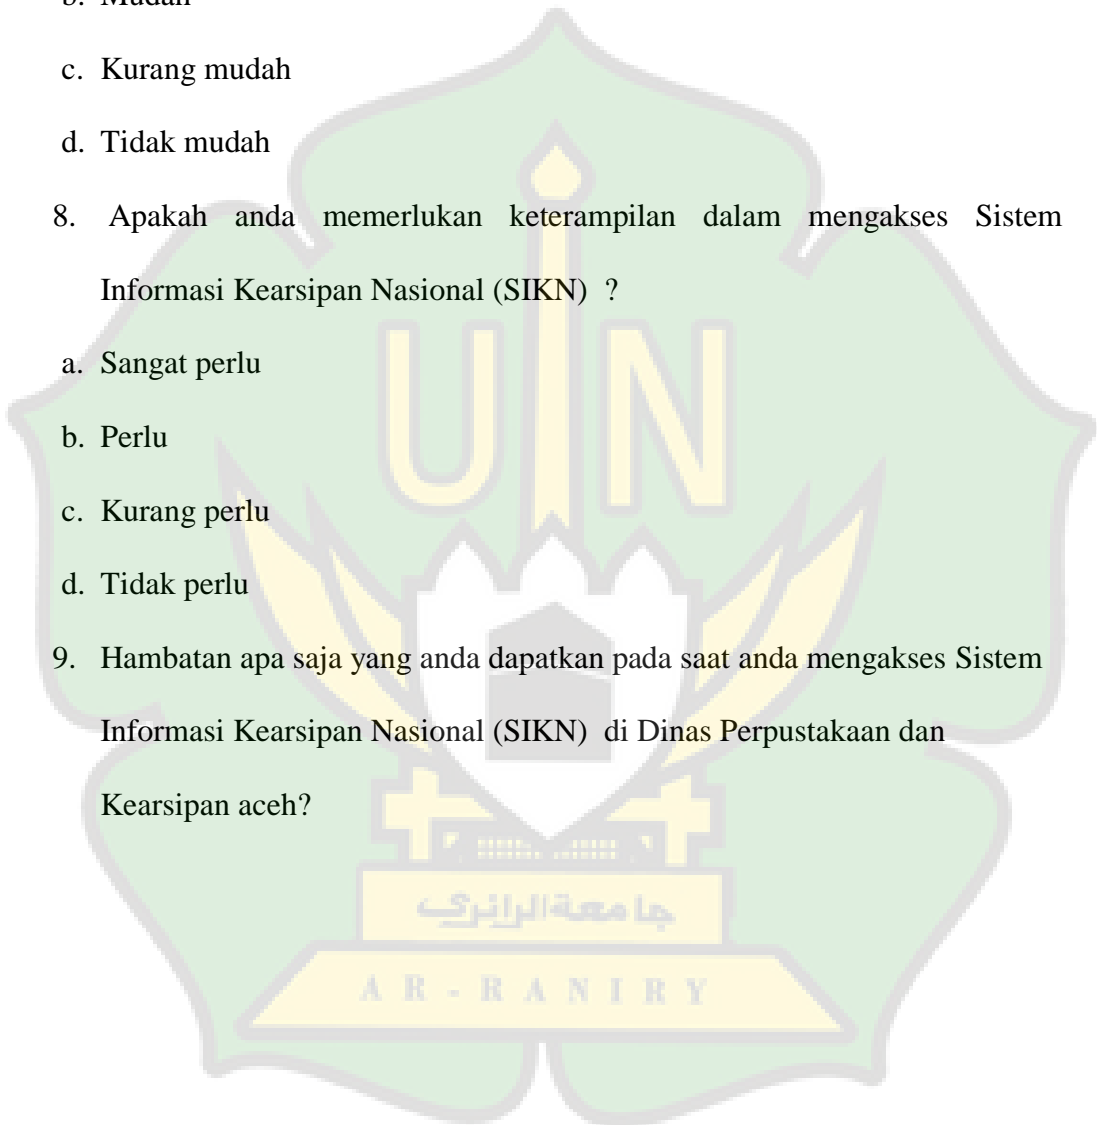 b. Mudah
c. Kurang mudah
d. Tidak mudah
8. Apakah anda memerlukan keterampilan dalam mengakses Sistem
Informasi Kearsipan Nasional (SIKN) ?
a. Sangat perlu
b. Perlu
c. Kurang perlu
d. Tidak perlu
9. Hambatan apa saja yang anda dapatkan pada saat anda mengakses Sistem
Informasi Kearsipan Nasional (SIKN) di Dinas Perpustakaan dan
Kearsipan aceh?
UIN
جامعة الرانري
AR-RANIRY